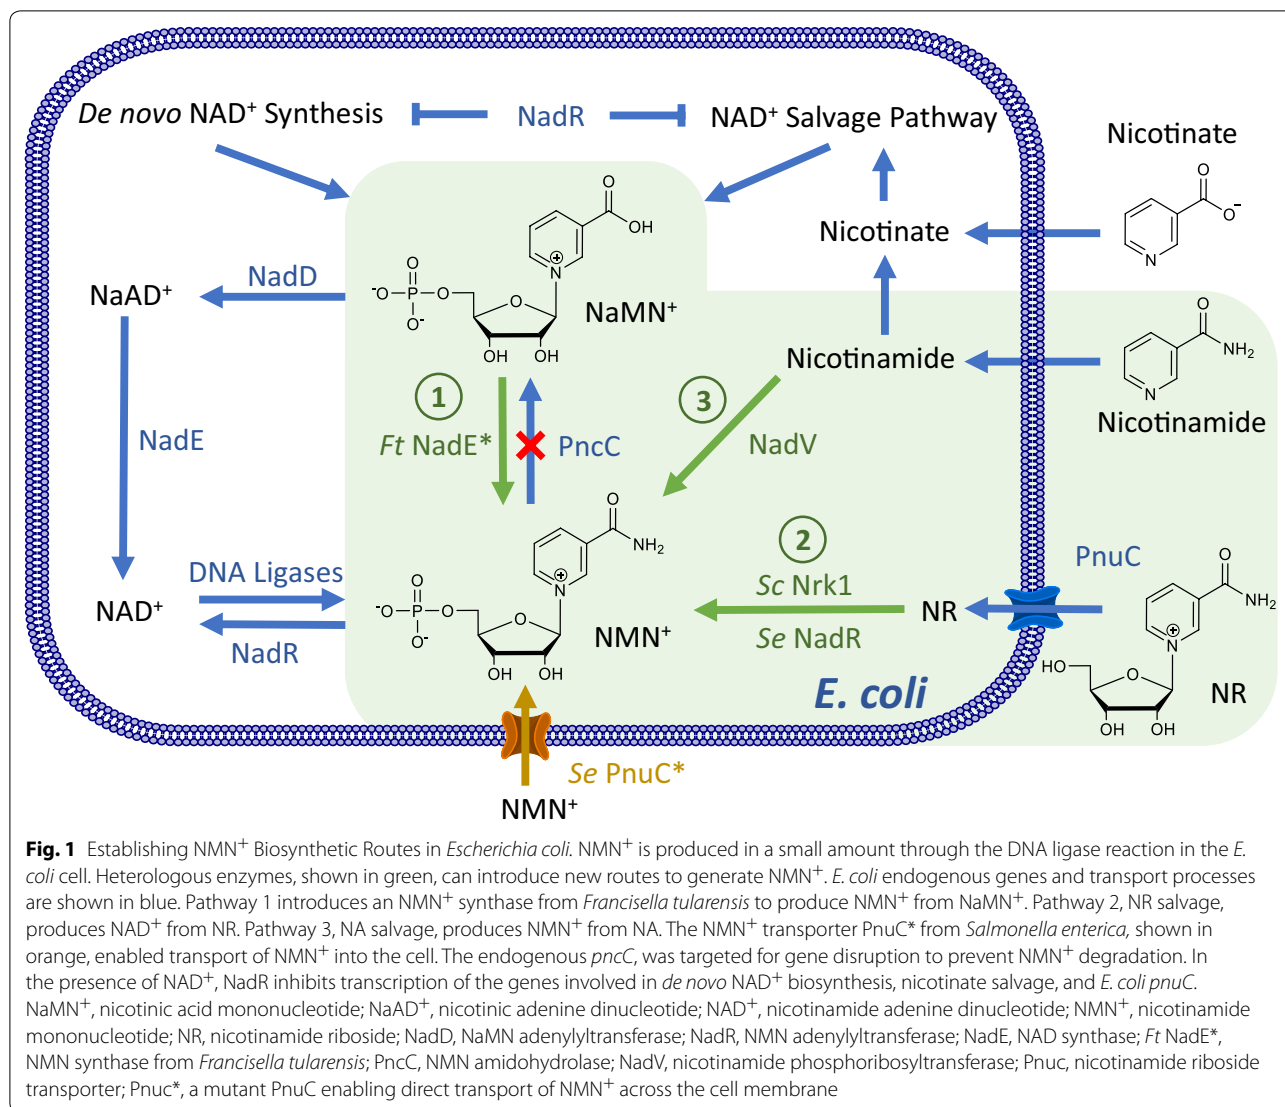 De novo NAD+ Synthesis
NadR
NAD+ Salvage Pathway
Nicotinate
O
O-
N
Nicotinate
O
OH
N
+
NadD
NaAD+
O
-O
P
O
O-
O
OH OH
NaMN+
Nicotinamide
O
NH2
N
Nicotinamide
1
Ft NadE*
PncC
3
NadV
NadE
O
NH2
N
+
2
Sc Nrk1
Se NadR
NR
PnuC
DNA Ligases
NAD+
NadR
O
-O
P
O
O-
O
OH OH
NMN+
O
NH2
N
+
HO
O
OH
OH
NR
E. coli
Se PnuC*
NMN+
Fig. 1 Establishing NMN+ Biosynthetic Routes in Escherichia coli. NMN+ is produced in a small amount through the DNA ligase reaction in the E.
coli cell. Heterologous enzymes, shown in green, can introduce new routes to generate NMN+. E. coli endogenous genes and transport processes
are shown in blue. Pathway 1 introduces an NMN+ synthase from Francisella tularensis to produce NMN+ from NaMN+. Pathway 2, NR salvage,
produces NAD+ from NR. Pathway 3, NA salvage, produces NMN+ from NA. The NMN+ transporter PnuC* from Salmonella enterica, shown in
orange, enabled transport of NMN+ into the cell. The endogenous pncC, was targeted for gene disruption to prevent NMN+ degradation. In
the presence of NAD+, NadR inhibits transcription of the genes involved in de novo NAD+ biosynthesis, nicotinate salvage, and E. coli pnuC.
NaMN+, nicotinic acid mononucleotide; NaAD+, nicotinic adenine dinucleotide; NAD+, nicotinamide adenine dinucleotide; NMN+, nicotinamide
mononucleotide; NR, nicotinamide riboside; NadD, NaMN adenylyltransferase; NadR, NMN adenylyltransferase; NadE, NAD synthase; Ft NadE*,
NMN synthase from Francisella tularensis; PncC, NMN amidohydrolase; NadV, nicotinamide phosphoribosyltransferase; Pnuc, nicotinamide riboside
transporter; Pnuc*, a mutant PnuC enabling direct transport of NMN+ across the cell membrane